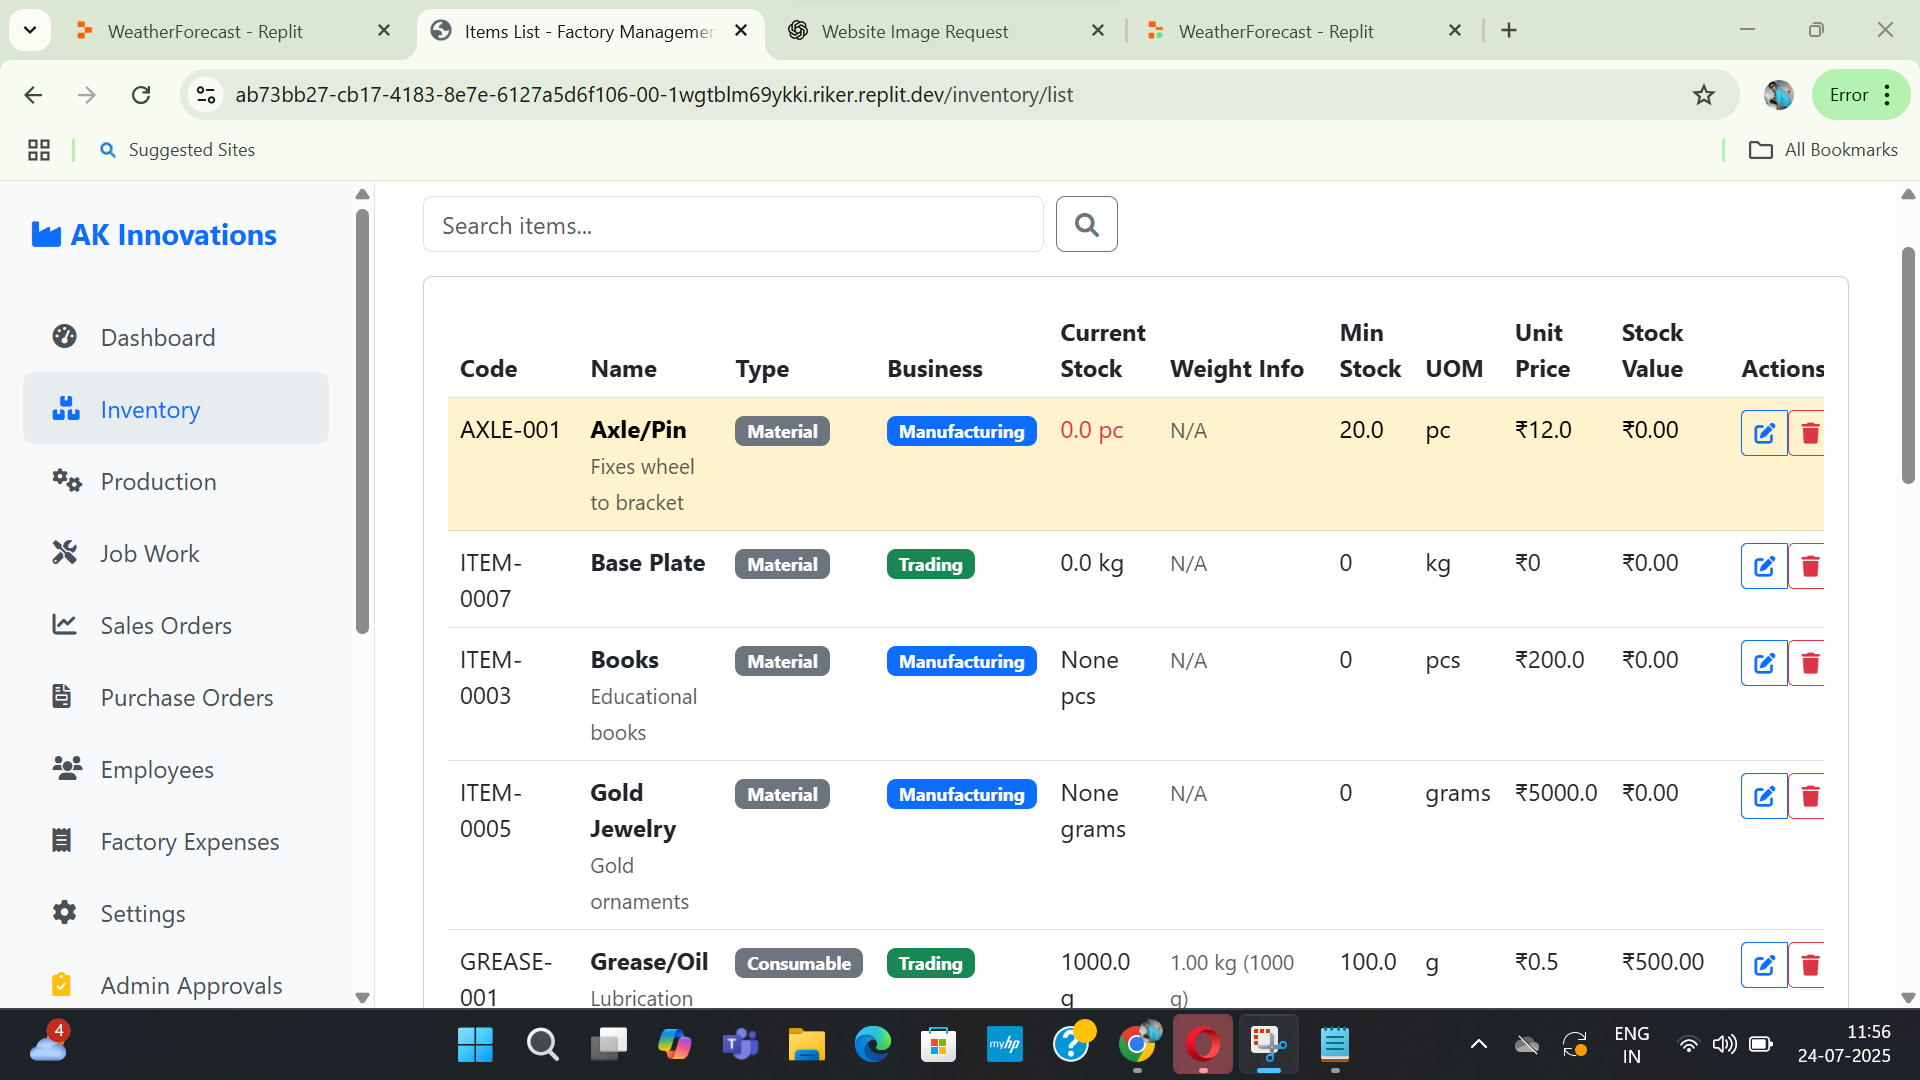 WeatherForecast - Replit
Items List - Factory Managemen
Website Image Request
WeatherForecast - Replit
ab73bb27-cb17-4183-8e7e-6127a5d6f106-00-1wgtblm69ykki.riker.replit.dev/inventory/list
Error
Suggested Sites
All Bookmarks
AK Innovations
Dashboard
Inventory
Production
Job Work
Sales Orders
Purchase Orders
Employees
Factory Expenses
Settings
Admin Approvals
Search items...
Code Name Type Business Current Stock Weight Info Min Stock UOM Unit Price Stock Value Actions
AXLE-001 Axle/Pin Material Manufacturing 0.0 pc N/A 20.0 pc ₹12.0 ₹0.00
Fixes wheel
to bracket
ITEM- Base Plate Material Trading 0.0 kg N/A 0 kg ₹0 ₹0.00
0007
ITEM- Books Material Manufacturing None N/A 0 pcs ₹200.0 ₹0.00
0003 Educational pcs
books
ITEM- Gold Material Manufacturing None N/A 0 grams ₹5000.0 ₹0.00
0005 Jewelry grams
Gold
ornaments
GREASE- Grease/Oil Consumable Trading 1000.0 1.00 kg (1000 100.0 g ₹0.5 ₹500.00
001 Lubrication g g)
4
myhp
ENG
IN
11:56
24-07-2025